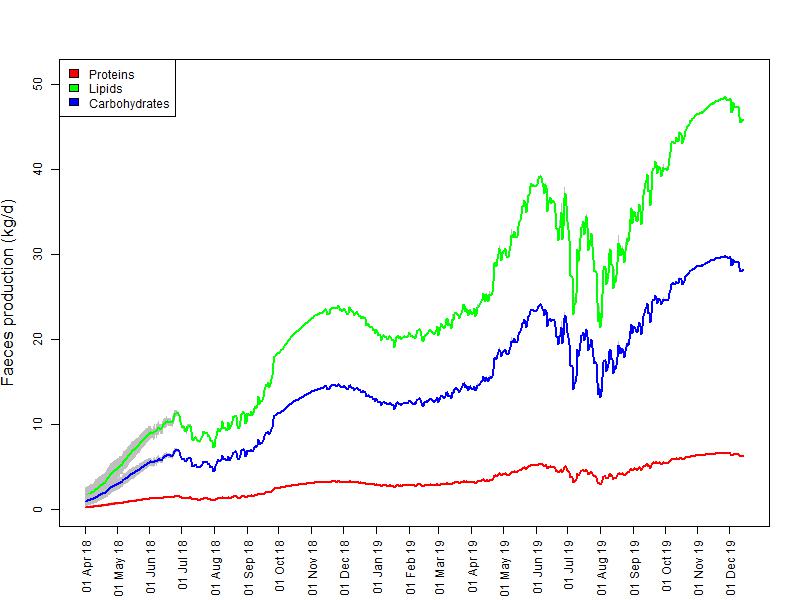 Proteins
Lipids
Carbohydrates
Faeces production (kg/d)
50
40
30
20
10
0
01 Apr 18
01 May 18
01 Jun 18
01 Jul 18
01 Aug 18
01 Sep 18
01 Oct 18
01 Nov 18
01 Dec 18
01 Jan 19
01 Feb 19
01 Mar 19
01 Apr 19
01 May 19
01 Jun 19
01 Jul 19
01 Aug 19
01 Sep 19
01 Oct 19
01 Nov 19
01 Dec 19